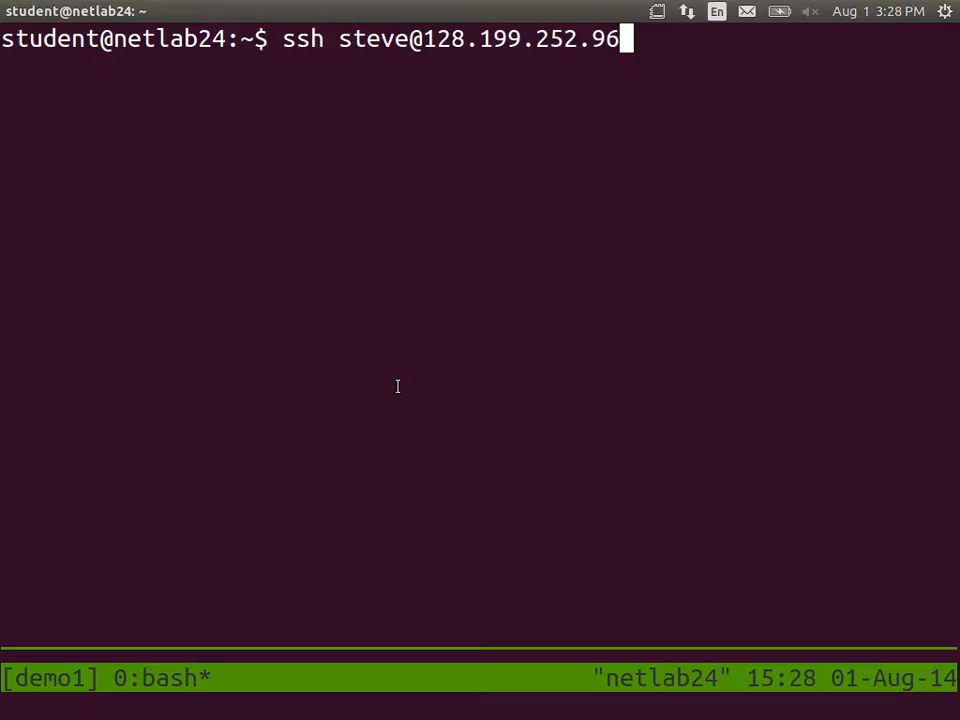 student@netlab24: ~
En
Aug 1 3:28 PM
student@netlab24:~$ ssh steve@128.199.252.96
[demo1] 0:bash*
"netlab24" 15:28 01-Aug-14